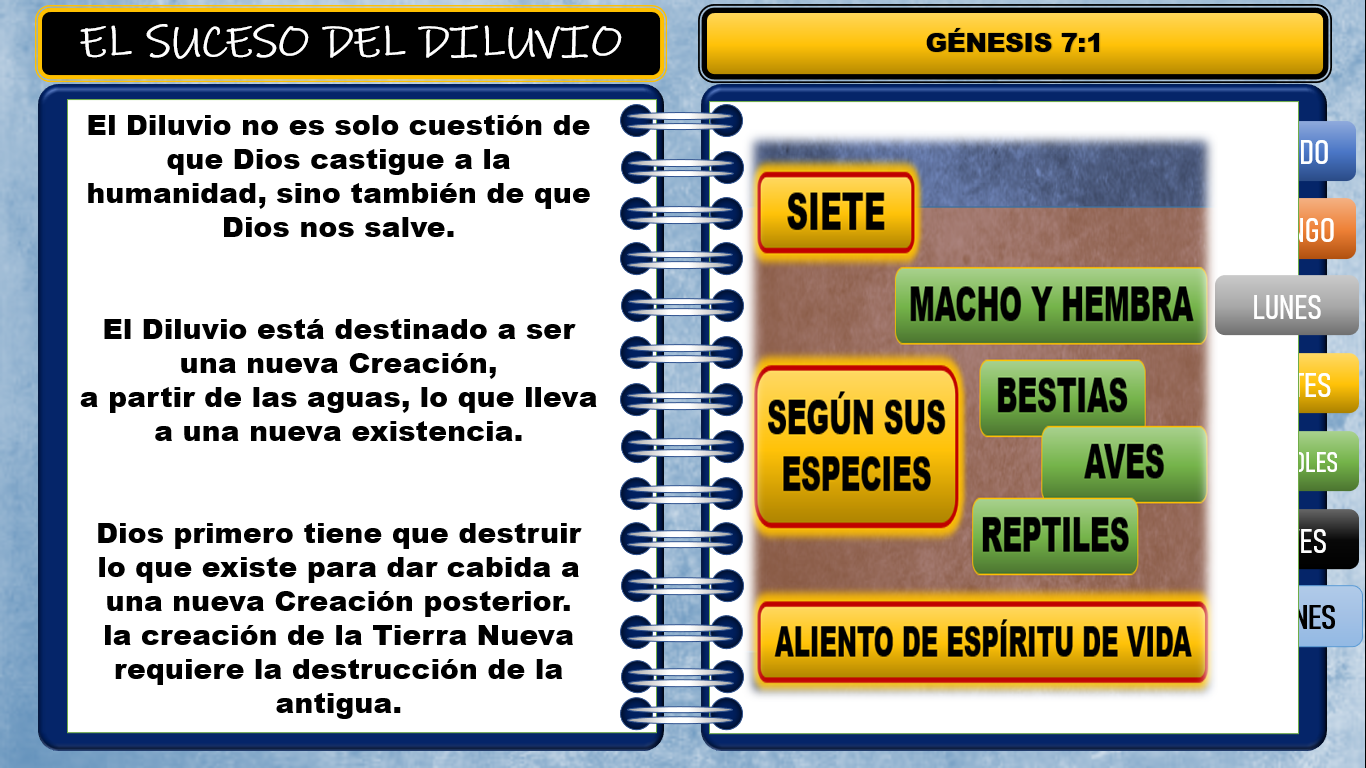 EL SUCESO DEL DILUVIO
El Diluvio no es solo cuestión de
que Dios castigue a la
humanidad, sino también de que
Dios nos salve.
El Diluvio está destinado a ser
una nueva Creación,
a partir de las aguas, lo que lleva
a una nueva existencia.
Dios primero tiene que destruir
lo que existe para dar cabida a
una nueva Creación posterior.
la creación de la Tierra Nueva
requiere la destrucción de la
antigua.
GÉNESIS 7:1
SIETE
MACHO Y HEMBRA
SEGÚN SUS
ESPECIES
BESTIAS
AVES
REPTILES
ALIENTO DE ESPÍRITU DE VIDA
LUNES